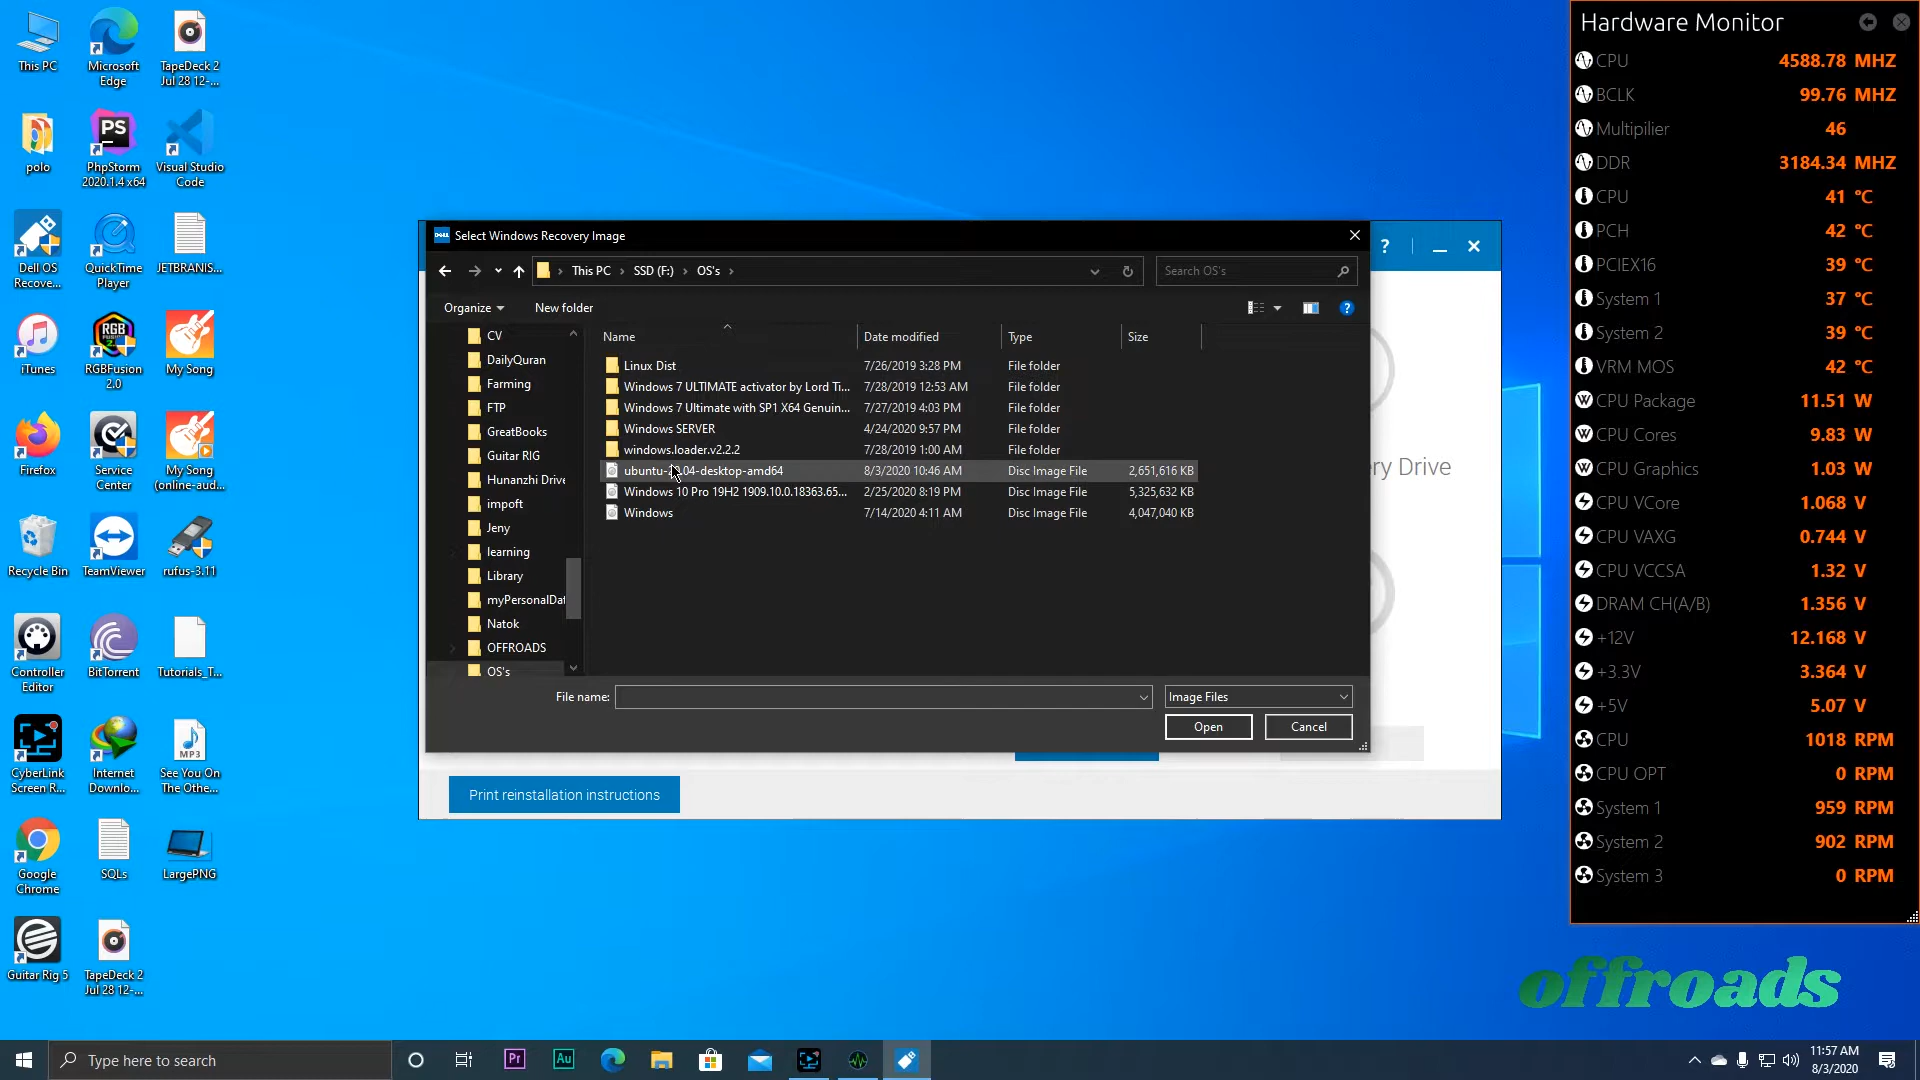 This PC
Microsoft
Edge
TapeDeck 2
Jul 28 12-...
polo
PS
PhpStorm
2020.1.4 x64
Visual Studio
Code
Dell OS
Recove...
QuickTime
Player
JETBRANIS...
iTunes
RGB
FUSION
RGBFusion
2.0
My Song
Firefox
Service
Center
My Song
(online-aud...
Recycle Bin
TeamViewer
rufus-3.11
Controller
Editor
BitTorrent
Tutorials_T...
CyberLink
Screen R...
Internet
Downlo...
MP3
See You On
The Othe...
Google
Chrome
SQLs
LargePNG
Guitar Rig 5
TapeDeck 2
Jul 28 12-...
DELL Select Windows Recovery Image
This PC › SSD (F:) › OS's ›
Search OS's
Organize
New folder
CV
DailyQuran
Farming
FTP
GreatBooks
Guitar RIG
Hunanzhi Drive
impoft
Jeny
learning
Library
myPersonalDat
Natok
OFFROADS
OS's
Name Date modified Type Size
Linux Dist 7/26/2019 3:28 PM File folder
Windows 7 ULTIMATE activator by Lord Ti... 7/28/2019 12:53 AM File folder
Windows 7 Ultimate with SP1 X64 Genuin... 7/27/2019 4:03 PM File folder
Windows SERVER 4/24/2020 9:57 PM File folder
windows.loader.v2.2.2 7/28/2019 1:00 AM File folder
8/3/2020 10:46 AM Disc Image File 2,651,616 KB
Windows 10 Pro 19H2 1909.10.0.18363.65... 2/25/2020 8:19 PM Disc Image File 5,325,632 KB
Windows 7/14/2020 4:11 AM Disc Image File 4,047,040 KB
File name:
Image Files
Open
Cancel
?
Drive
Print reinstallation instructions
Hardware Monitor
CPU 4588.78 MHZ
BCLK 99.76 MHZ
Multipilier 46
DDR 3184.34 MHZ
CPU 41 °C
PCH 42 °C
PCIEX16 39 °C
System 1 37 °C
System 2 39 °C
VRM MOS 42 °C
CPU Package 11.51 W
CPU Cores 9.83 W
CPU Graphics 1.03 W
CPU VCore 1.068 V
CPU VAXG 0.744 V
CPU VCCSA 1.32 V
DRAM CH(A/B) 1.356 V
+12V 12.168 V
+3.3V 3.364 V
+5V 5.07 V
CPU 1018 RPM
CPU OPT 0 RPM
System 1 959 RPM
System 2 902 RPM
System 3 0 RPM
offroads
Type here to search
Pr
Au
11:57 AM
8/3/2020